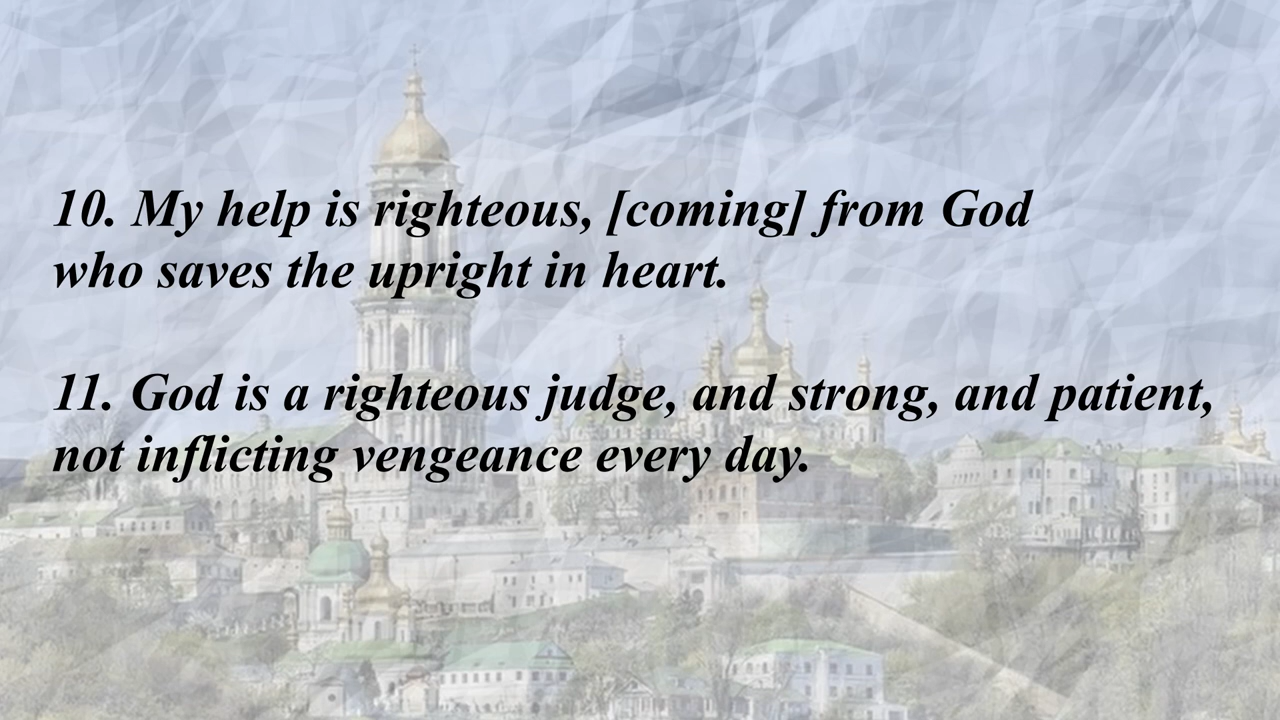 10. My help is righteous, [coming] from God
who saves the upright in heart.
11. God is a righteous judge, and strong, and patient,
not inflicting vengeance every day.